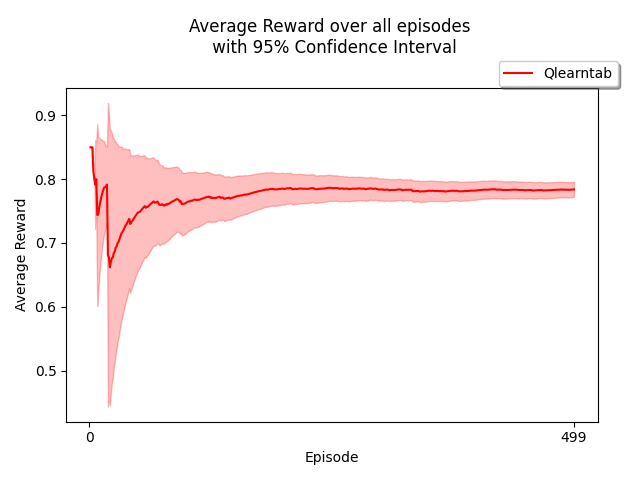 Average Reward over all episodes
with 95% Confidence Interval
Qlearntab
0.9
0.8
0.7
0.6
0.5
Average Reward
0
499
Episode